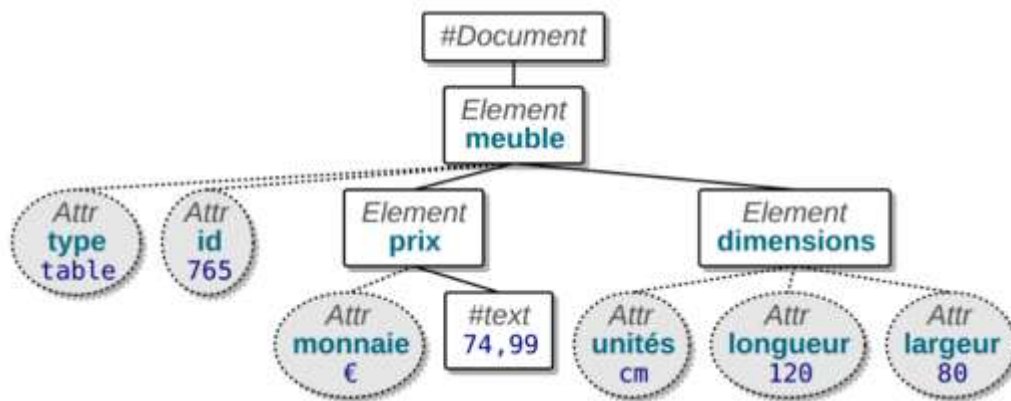 #Document
Element
meuble
Attr
type
table
Attr
id
765
Element
prix
Element
dimensions
Attr
monnaie
€
#text
74,99
Attr
unités
cm
Attr
longueur
120
Attr
largeur
80